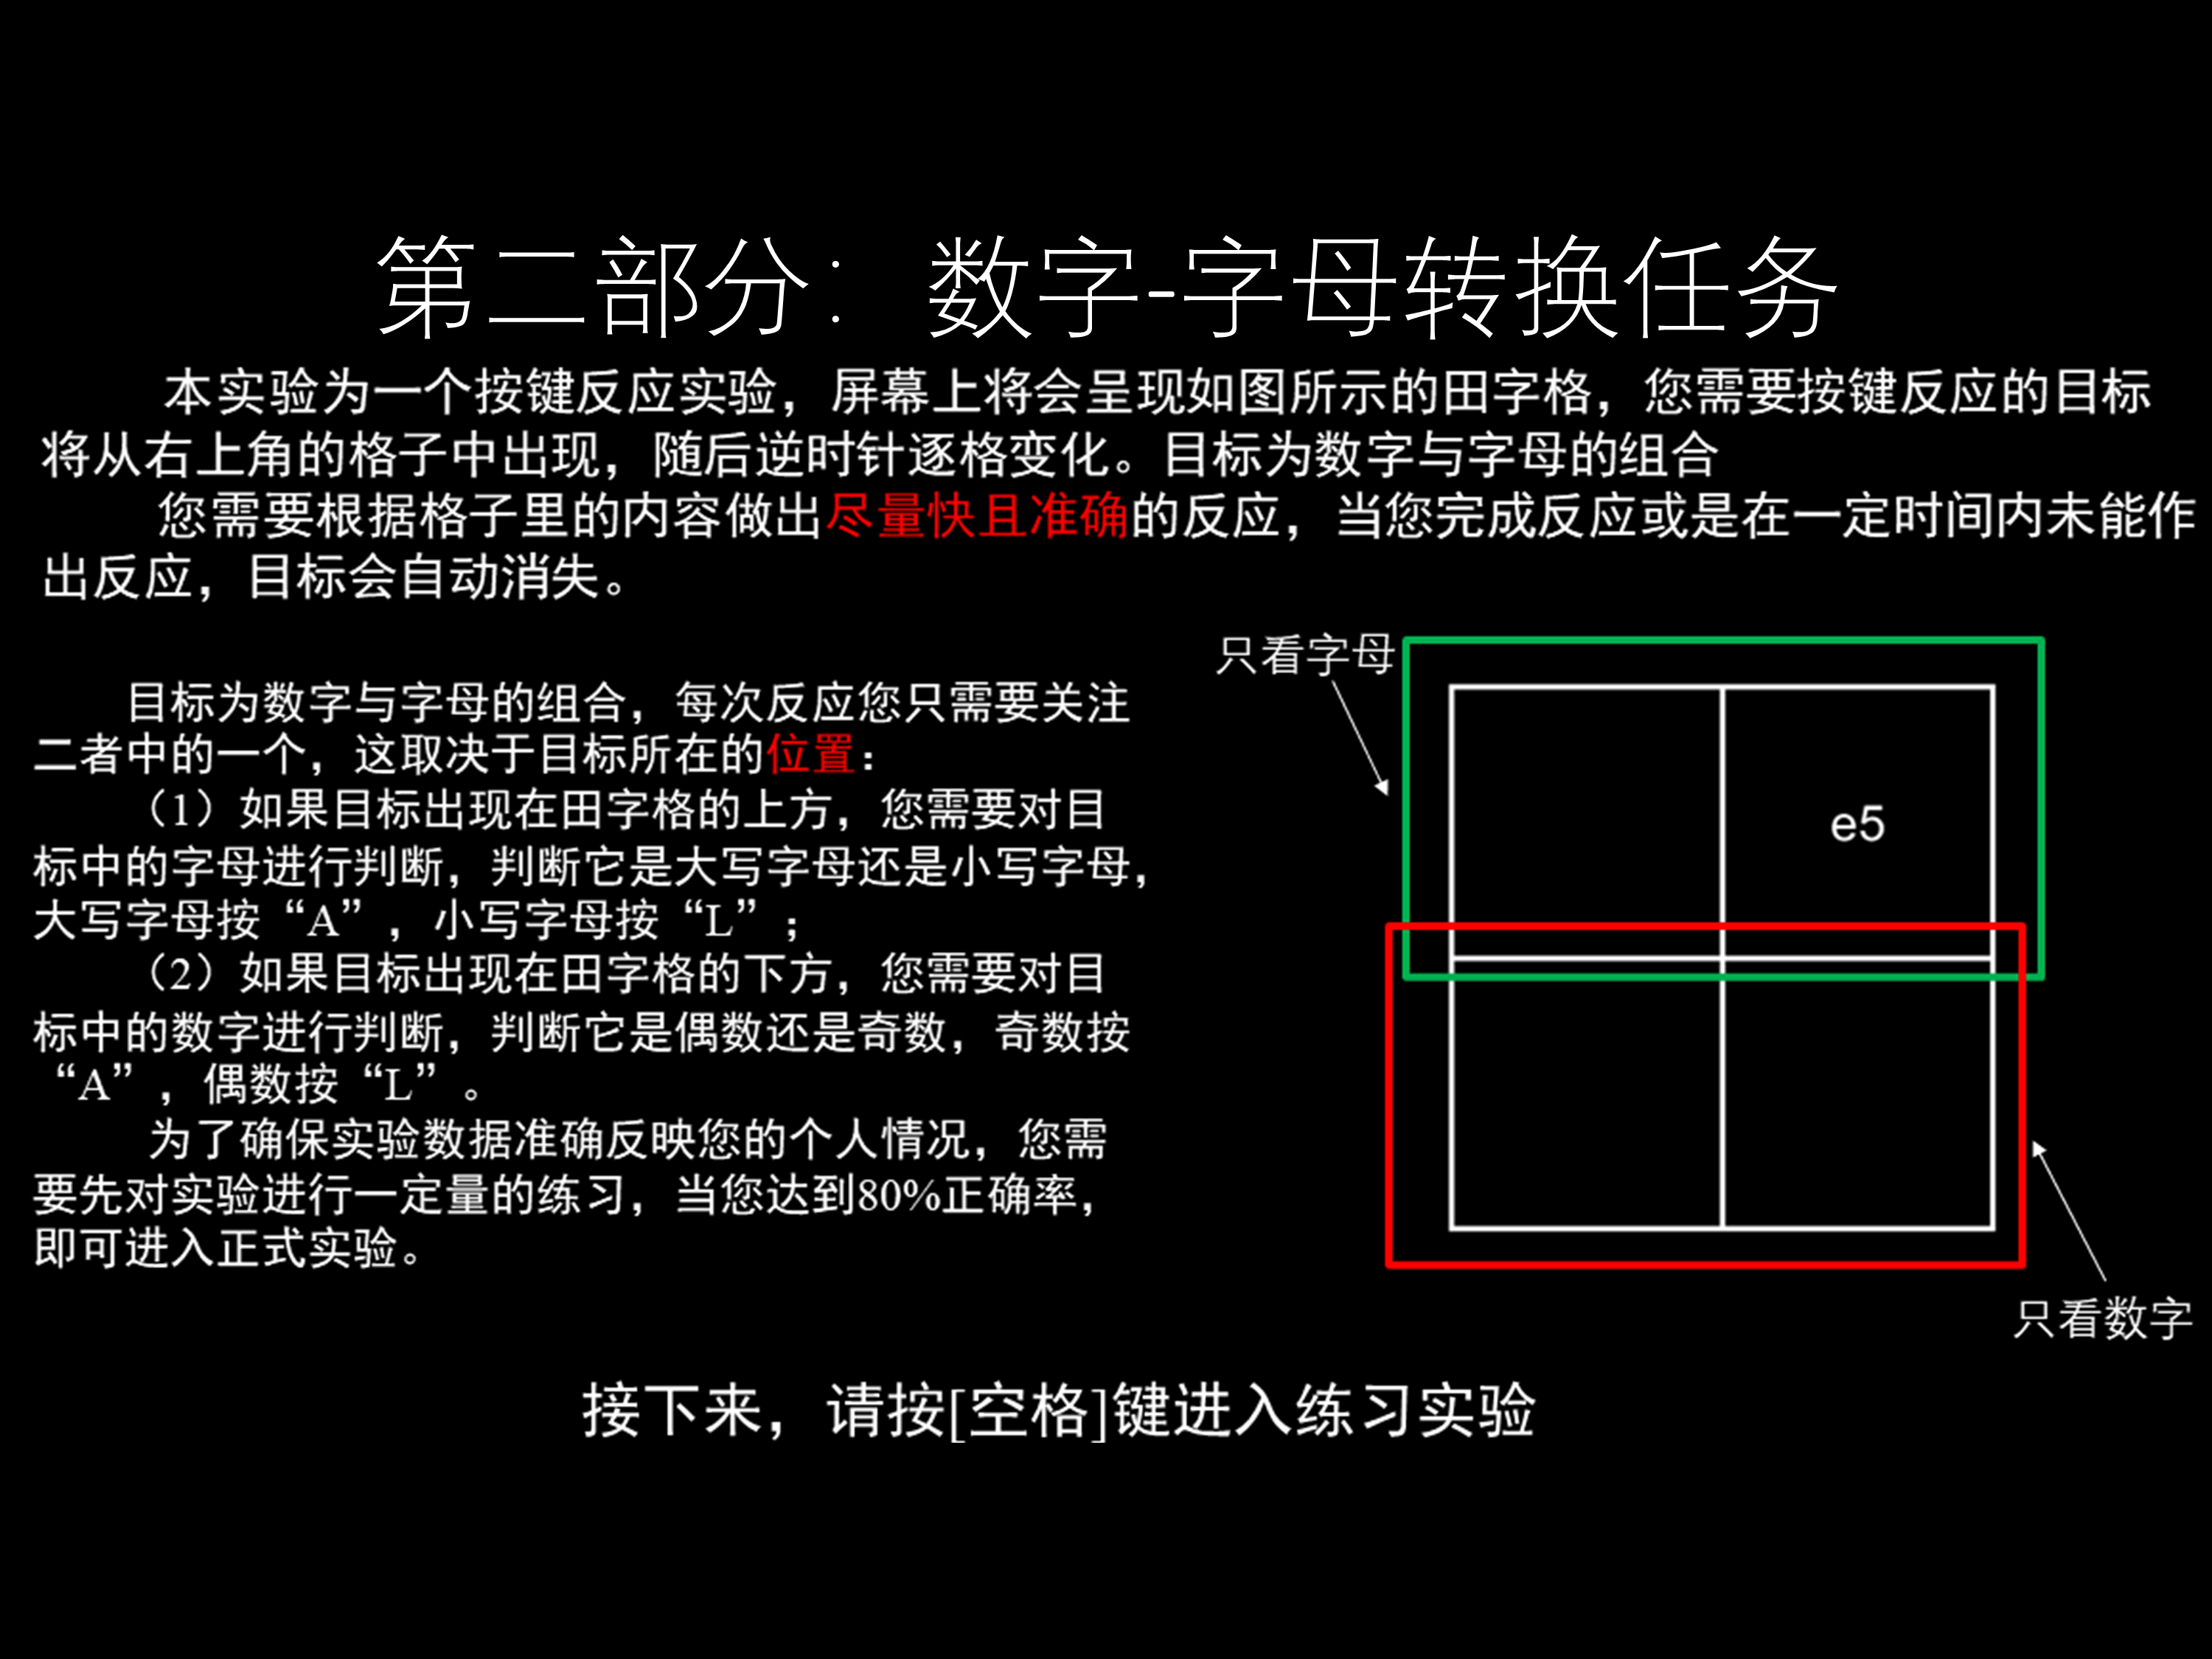 第二部分： 数字-字母转换任务
本实验为一个按键反应实验，屏幕上将会呈现如图所示的田字格，您需要按键反应的目标
将从右上角的格子中出现，随后逆时针逐格变化。目标为数字与字母的组合
您需要根据格子里的内容做出尽量快且准确的反应，当您完成反应或是在一定时间内未能作
出反应，目标会自动消失。
目标为数字与字母的组合，每次反应您只需要关注
二者中的一个，这取决于目标所在的位置：
（1）如果目标出现在田字格的上方，您需要对目
标中的字母进行判断，判断它是大写字母还是小写字母，
大写字母按“A”，小写字母按“L”；
（2）如果目标出现在田字格的下方，您需要对目
标中的数字进行判断，判断它是偶数还是奇数，奇数按
“A”，偶数按“L”。
为了确保实验数据准确反映您的个人情况，您需
要先对实验进行一定量的练习，当您达到80%正确率，
即可进入正式实验。
只看字母
e5
只看数字
接下来，请按[空格]键进入练习实验